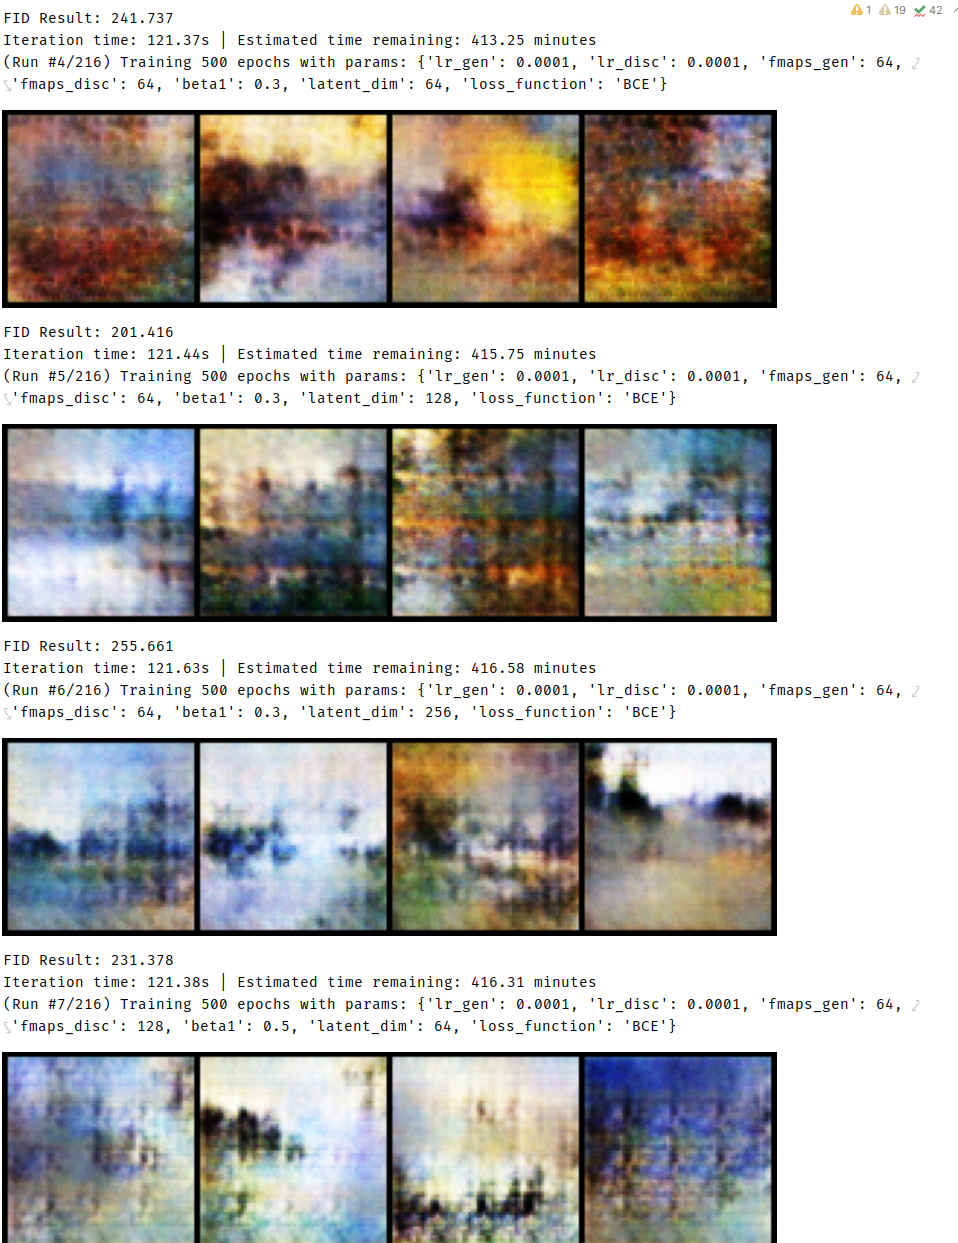 1 19 42
FID Result: 241.737
Iteration time: 121.37s | Estimated time remaining: 413.25 minutes
(Run #4/216) Training 500 epochs with params: {'lr_gen': 0.0001, 'lr_disc': 0.0001, 'fmaps_gen': 64,
'fmaps_disc': 64, 'beta1': 0.3, 'latent_dim': 64, 'loss_function': 'BCE'}
FID Result: 201.416
Iteration time: 121.44s | Estimated time remaining: 415.75 minutes
(Run #5/216) Training 500 epochs with params: {'lr_gen': 0.0001, 'lr_disc': 0.0001, 'fmaps_gen': 64,
'fmaps_disc': 64, 'beta1': 0.3, 'latent_dim': 128, 'loss_function': 'BCE'}
FID Result: 255.661
Iteration time: 121.63s | Estimated time remaining: 416.58 minutes
(Run #6/216) Training 500 epochs with params: {'lr_gen': 0.0001, 'lr_disc': 0.0001, 'fmaps_gen': 64,
'fmaps_disc': 64, 'beta1': 0.3, 'latent_dim': 256, 'loss_function': 'BCE'}
FID Result: 231.378
Iteration time: 121.38s | Estimated time remaining: 416.31 minutes
(Run #7/216) Training 500 epochs with params: {'lr_gen': 0.0001, 'lr_disc': 0.0001, 'fmaps_gen': 64,
'fmaps_disc': 128, 'beta1': 0.5, 'latent_dim': 64, 'loss_function': 'BCE'}